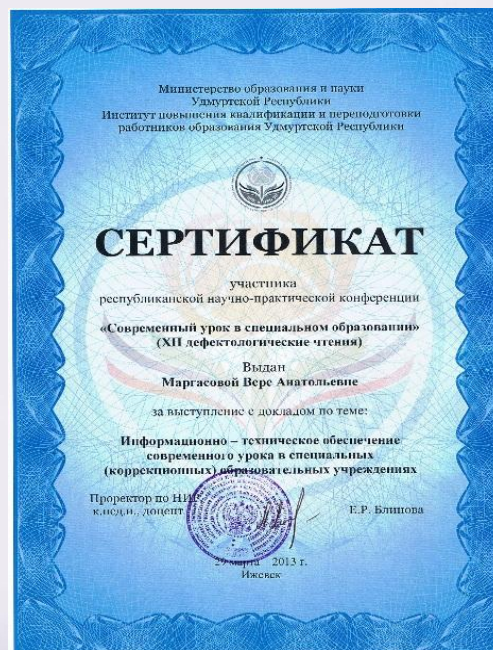 Министерство образования и науки
Удмуртской Республики
Институт повышения квалификации и переподготовки
работников образования Удмуртской Республики
СЕРТИФИКАТ
участника
республиканской научно-практической конференции
«Современный урок в специальном образовании»
(XII дефектологические чтения)
Выдан
Маргасовой Вере Анатольевне
за выступление с докладом по теме:
Информационно – техническое обеспечение
современного урока в специальных
(коррекционных) образовательных учреждениях
Проректор по НИР
к.пед.н., доцент Е.Р. Блинова
29 марта 2013 г.
Ижевск